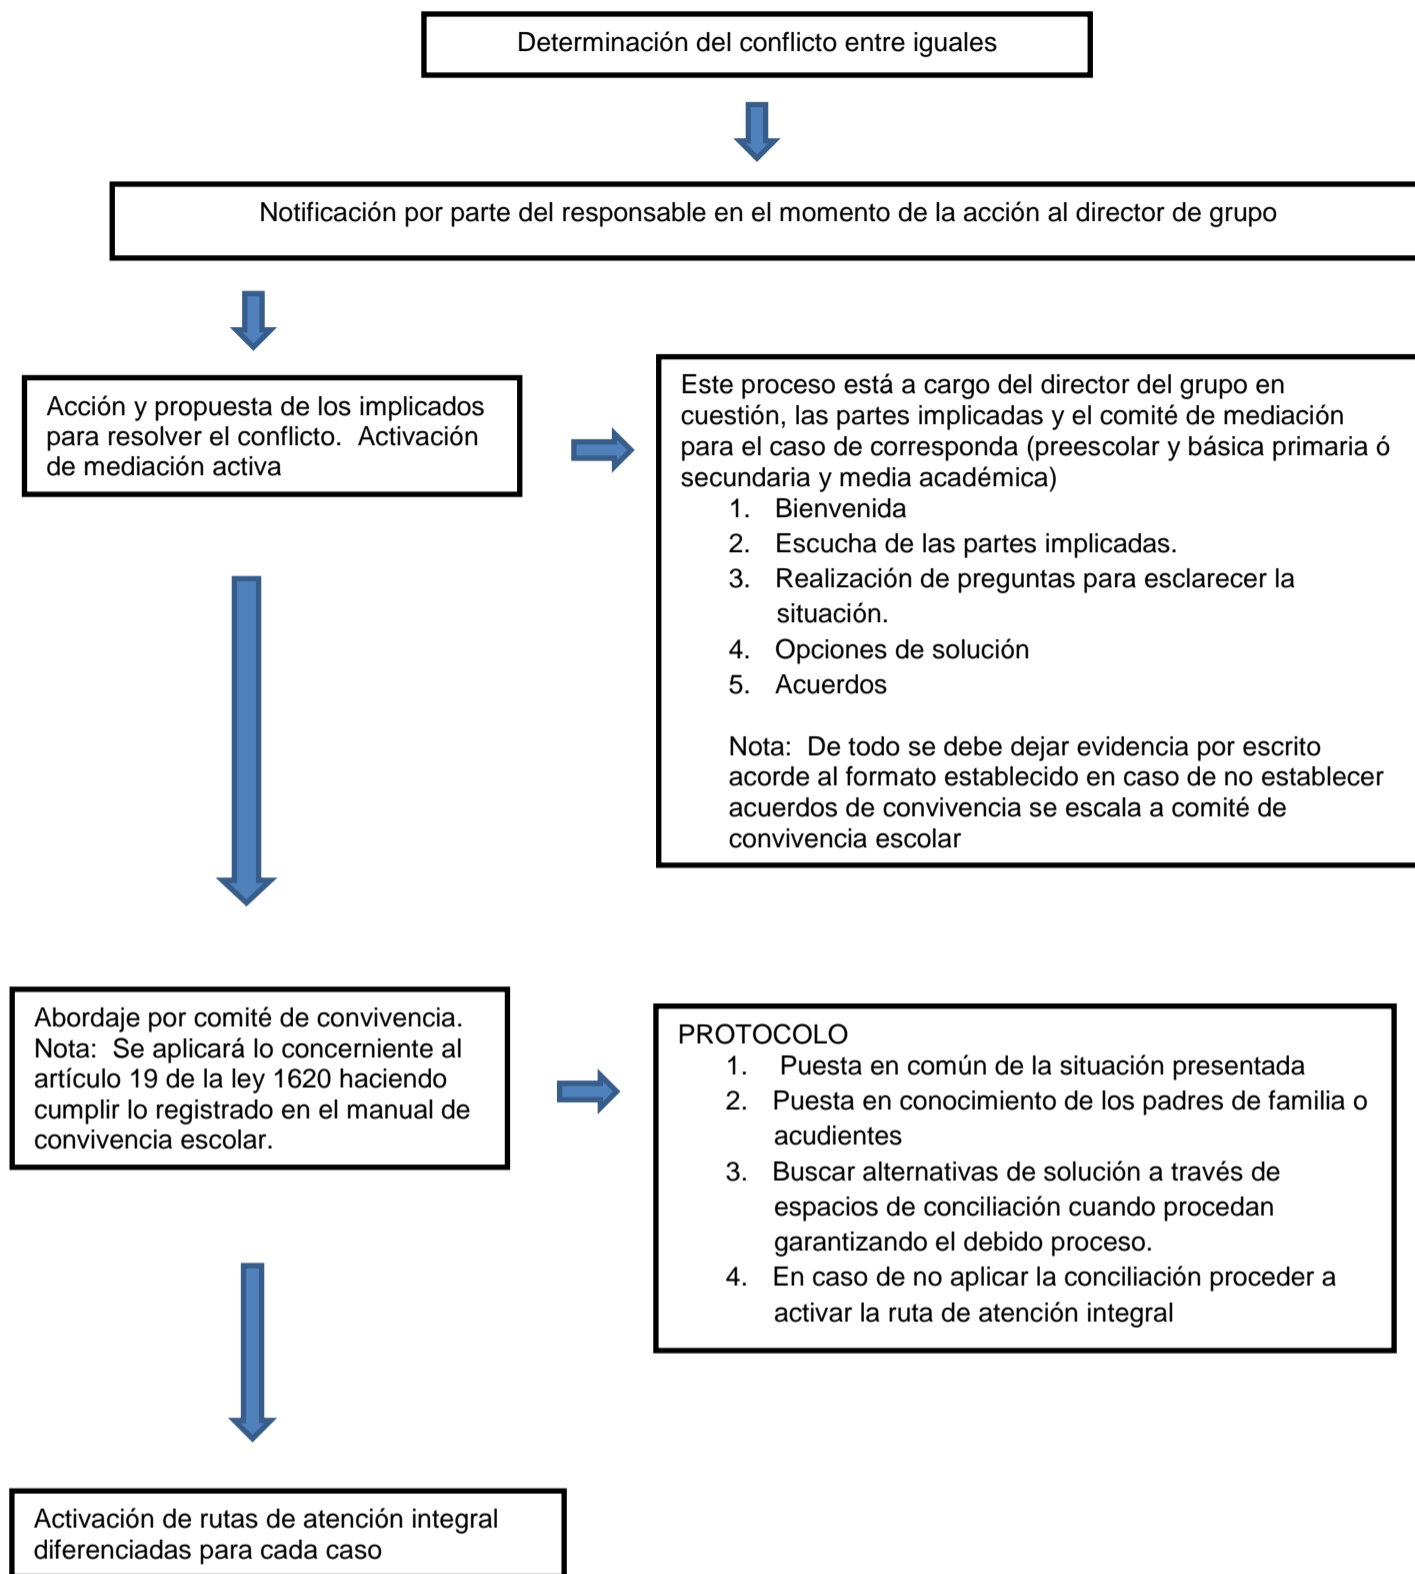 Determinación del conflicto entre iguales
Notificación por parte del responsable en el momento de la acción al director de grupo
Acción y propuesta de los implicados
para resolver el conflicto.  Activación
de mediación activa
Este proceso está a cargo del director del grupo en
cuestión, las partes implicadas y el comité de mediación
para el caso de corresponda (preescolar y básica primaria ó
secundaria y media académica)
1. Bienvenida
2. Escucha de las partes implicadas.
3. Realización de preguntas para esclarecer la
situación.
4. Opciones de solución
5. Acuerdos
Nota:  De todo se debe dejar evidencia por escrito
acorde al formato establecido en caso de no establecer
acuerdos de convivencia se escala a comité de
convivencia escolar
Abordaje por comité de convivencia.
Nota:  Se aplicará lo concerniente al
artículo 19 de la ley 1620 haciendo
cumplir lo registrado en el manual de
convivencia escolar.
PROTOCOLO
1. Puesta en común de la situación presentada
2. Puesta en conocimiento de los padres de familia o
acudientes
3. Buscar alternativas de solución a través de
espacios de conciliación cuando procedan
garantizando el debido proceso.
4. En caso de no aplicar la conciliación proceder a
activar la ruta de atención integral
Activación de rutas de atención integral
diferenciadas para cada caso